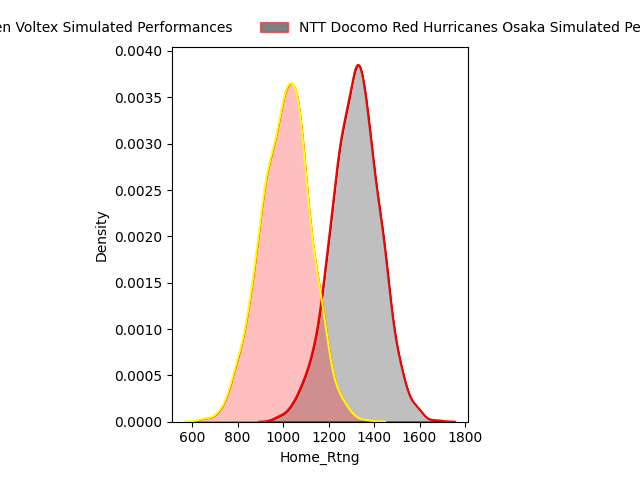 en Voltex Simulated Performances
NTT Docomo Red Hurricanes Osaka Simulated Pe
0.0040
0.0035
0.0030
0.0025
0.0020
0.0015
0.0010
0.0005
0.0000
Density
600 800 1000 1200 1400 1600 1800
Home_Rtng